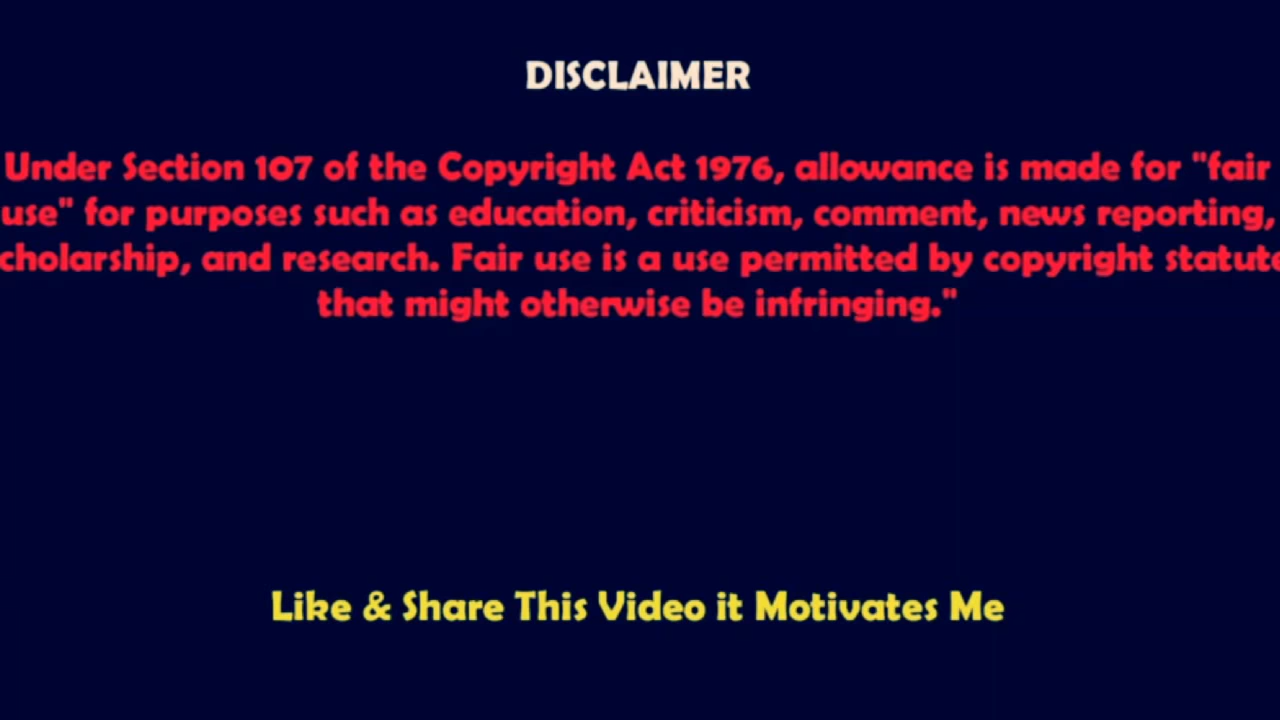 DISCLAIMER
Under Section 107 of the Copyright Act 1976, allowance is made for "fair
use" for purposes such as education, criticism, comment, news reporting,
cholarship, and research. Fair use is a use permitted by copyright statute
that might otherwise be infringing."
Like & Share This Video it Motivates Me